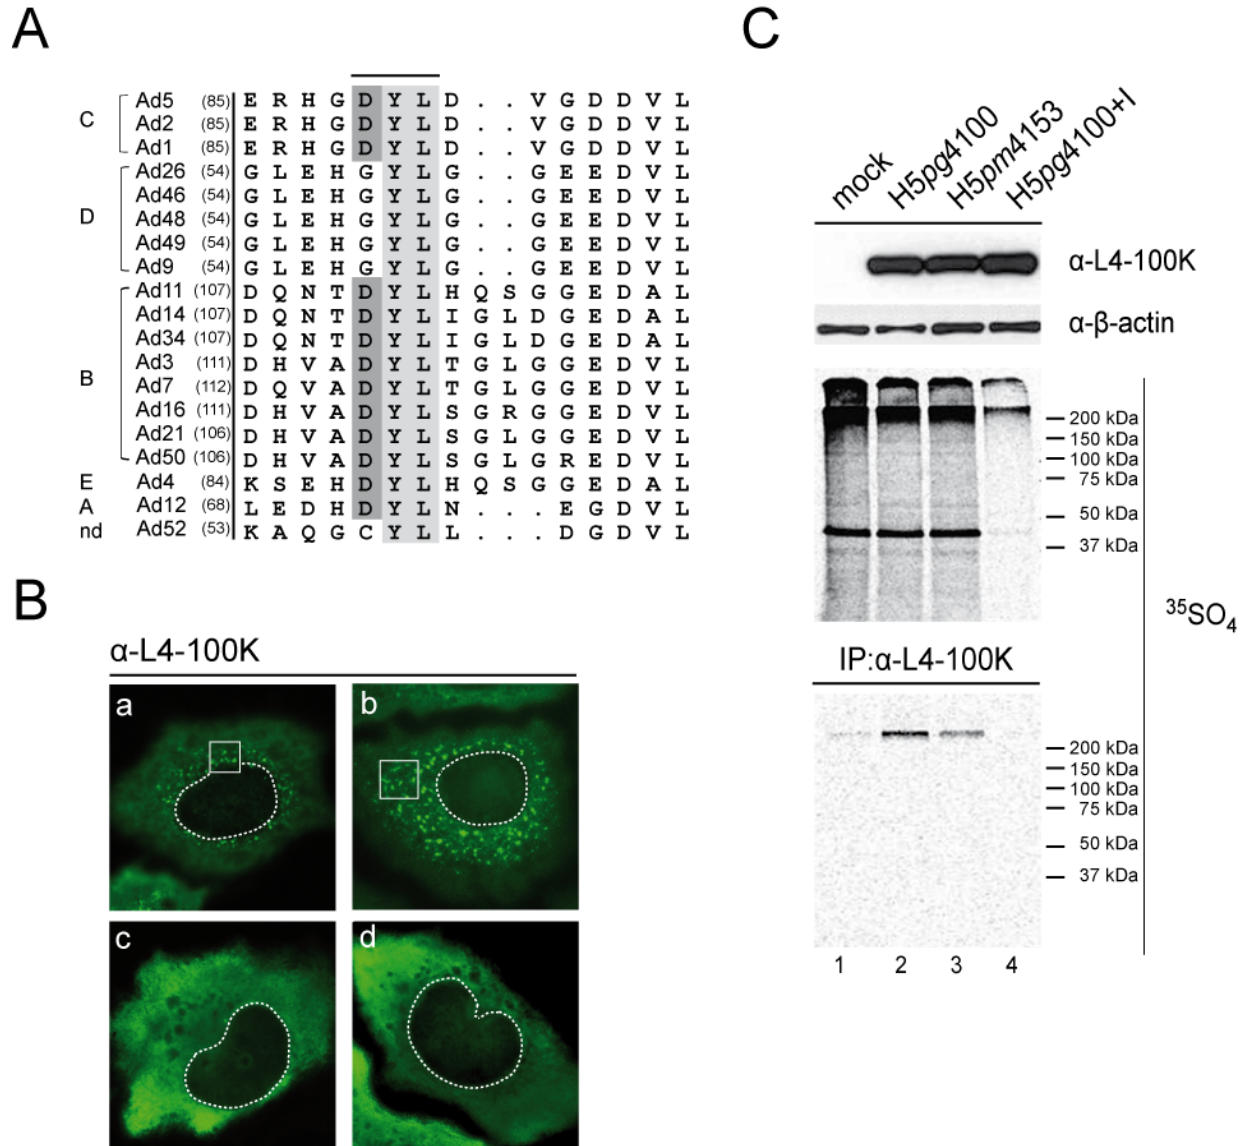 A
C Ad5 (85) E R H G D Y L D . . V G D D V L
Ad2 (85) E R H G D Y L D . . V G D D V L
Ad1 (85) E R H G D Y L D . . V G D D V L
D Ad26 (54) G L E H G Y L G . . G E E D V L
Ad46 (54) G L E H G Y L G . . G E E D V L
Ad48 (54) G L E H G Y L G . . G E E D V L
Ad49 (54) G L E H G Y L G . . G E E D V L
Ad9 (54) G L E H G Y L G . . G E E D V L
B Ad11 (107) D Q N T D Y L H Q S G G E D A L
Ad14 (107) D Q N T D Y L I G L D G E D A L
Ad34 (107) D Q N T D Y L I G L D G E D A L
Ad3 (111) D H V A D Y L T G L G G E D V L
Ad7 (112) D Q V A D Y L T G L G G E D V L
Ad16 (111) D H V A D Y L S G R G G E D V L
Ad21 (106) D H V A D Y L S G L G G E D V L
Ad50 (106) D H V A D Y L S G L G R E D V L
E Ad4 (84) K S E H D Y L H Q S G G E D A L
A Ad12 (68) L E D H D Y L N . . . E G D V L
nd Ad52 (53) K A Q G C Y L L . . . D G D V L
B
α-L4-100K
a
b
c
d
C
mock
H5pg4100
H5pm4153
H5pg4100+I
α-L4-100K
α-β-actin
200 kDa
150 kDa
100 kDa
75 kDa
50 kDa
37 kDa
IP:α-L4-100K
200 kDa
150 kDa
100 kDa
75 kDa
50 kDa
37 kDa
1 2 3 4
³⁵SO₄